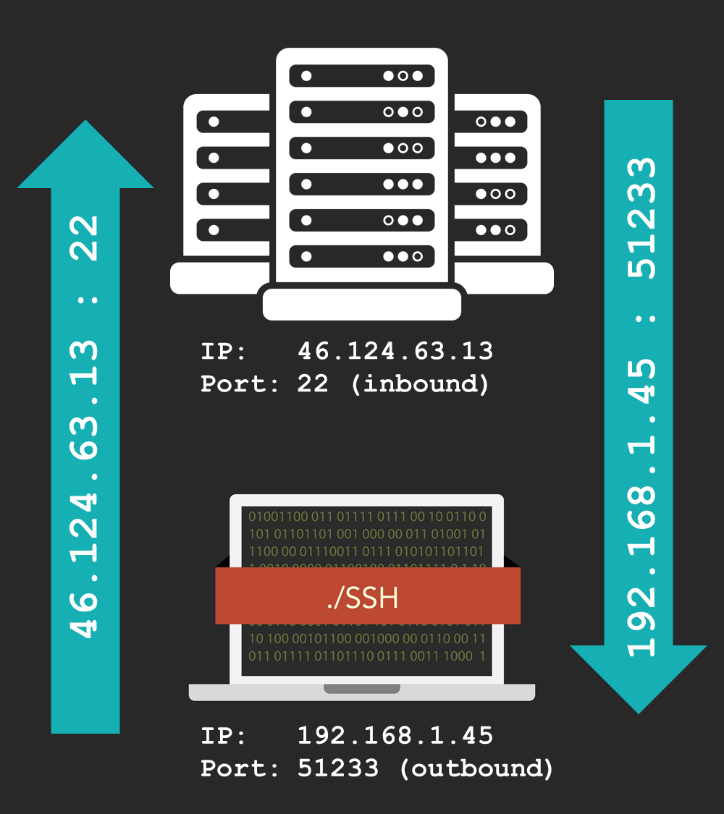 46.124.63.13 : 22
192.168.1.45 : 51233
IP: 46.124.63.13
Port: 22 (inbound)
01001100 011 01111 0111 00 10 0110 0
101 01101101 001 000 00 011 01001 01
1100 00 01110011 0111 010101101101
./SSH
10 100 00101100 001000 00 0110 00 11
011 01111 01101110 0111 0011 1000 1
IP: 192.168.1.45
Port: 51233 (outbound)